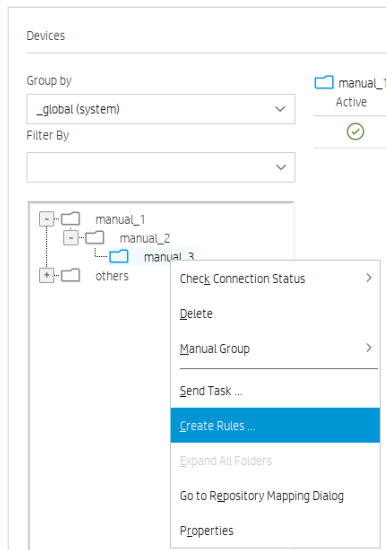 Devices
Group by
_global (system)
Filter By
manual_1
Active
manual_1
manual_2
manual_3
others
Check Connection Status
Delete
Manual Group
Send Task ...
Create Rules ...
Expand All Folders
Go to Repository Mapping Dialog
Properties